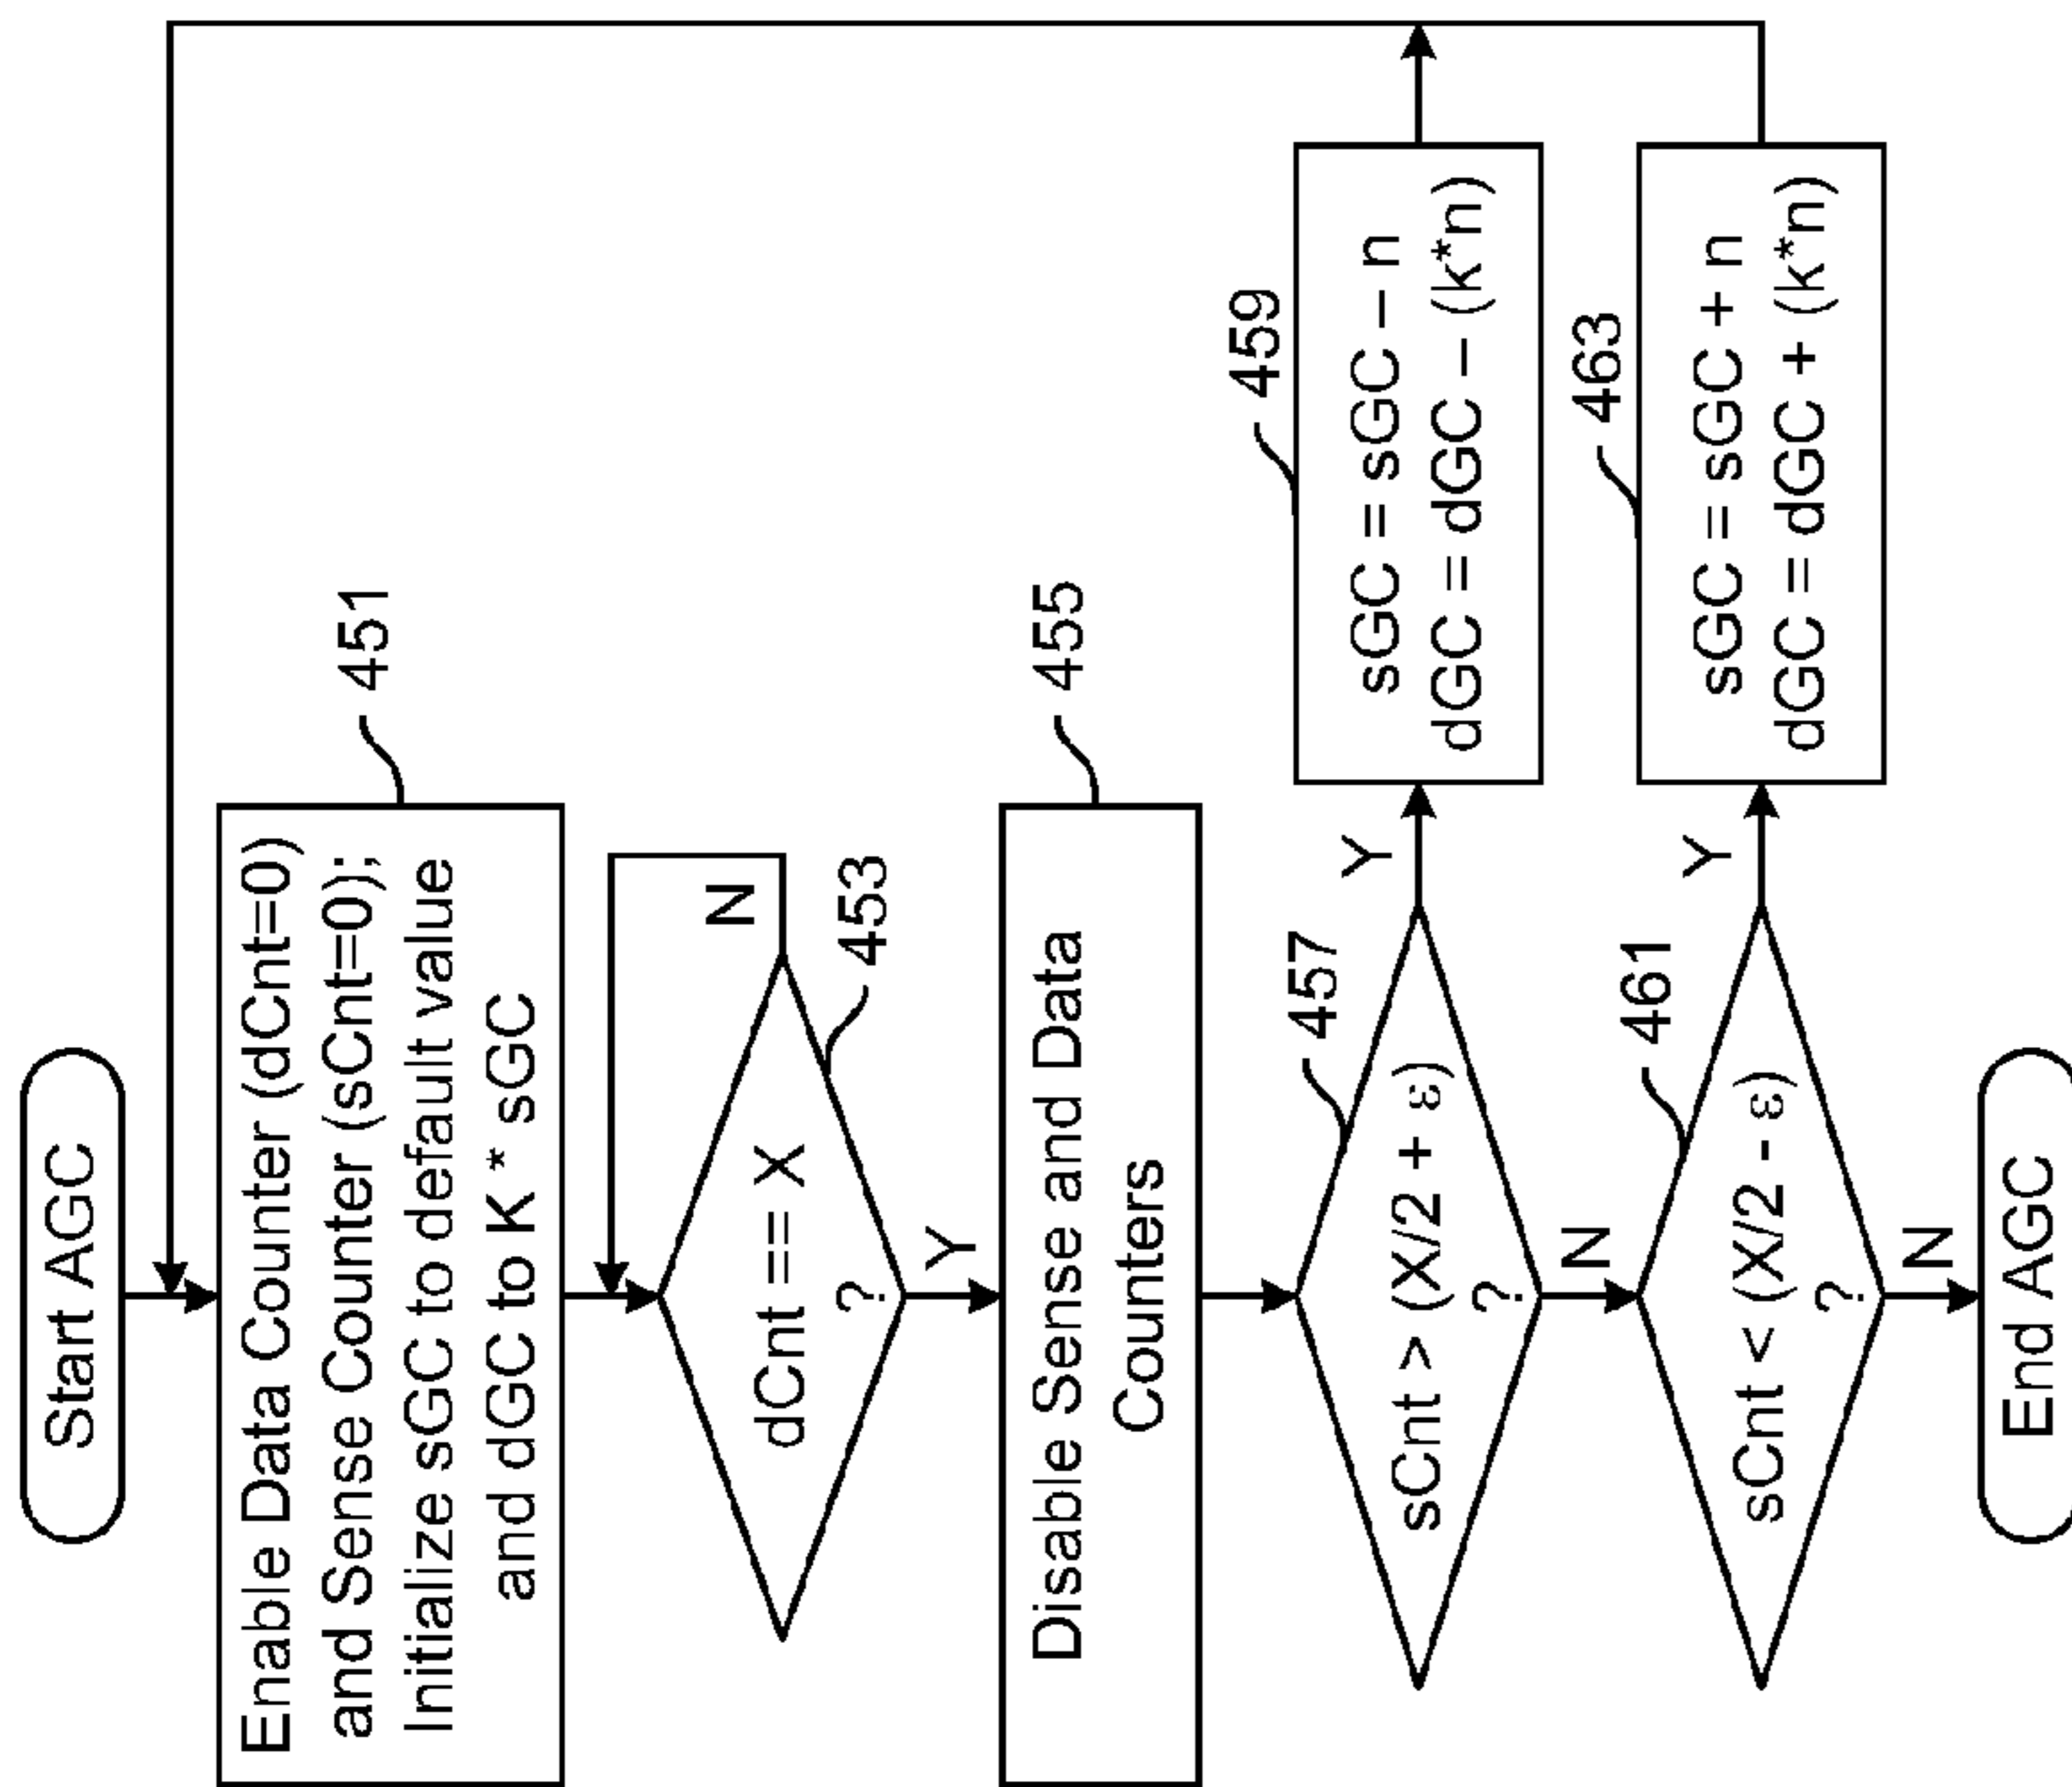 Start AGC
Enable Data Counter (dCnt=0)
and Sense Counter (sCnt=0);
Initialize sGC to default value
and dGC to K * sGC
451
dCnt == X
?
453
N
Y
Disable Sense and Data
Counters
455
sCnt > (X/2 + ε)
?
457
Y
N
sGC = sGC – n
dGC = dGC – (k*n)
459
sCnt < (X/2 - ε)
?
461
Y
N
sGC = sGC + n
dGC = dGC + (k*n)
463
End AGC